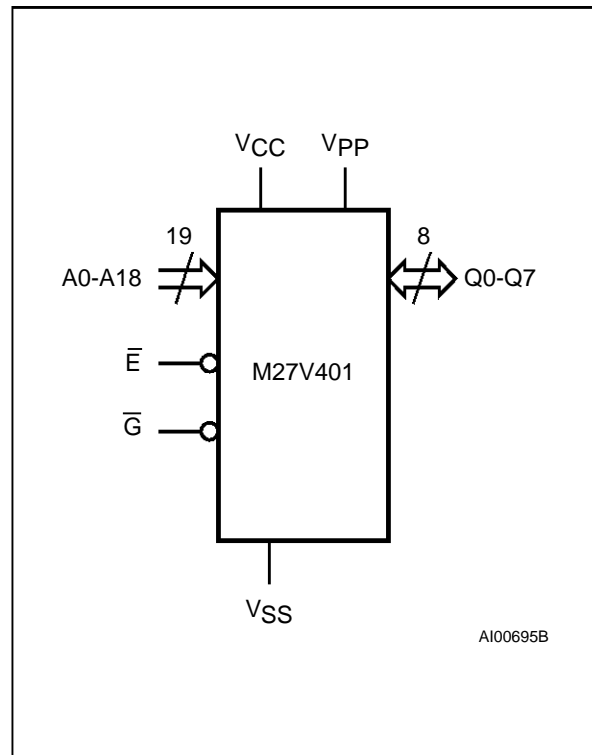 VCC VPP
19 8
A0-A18 Q0-Q7
E̅
M27V401
G̅
VSS
AI00695B